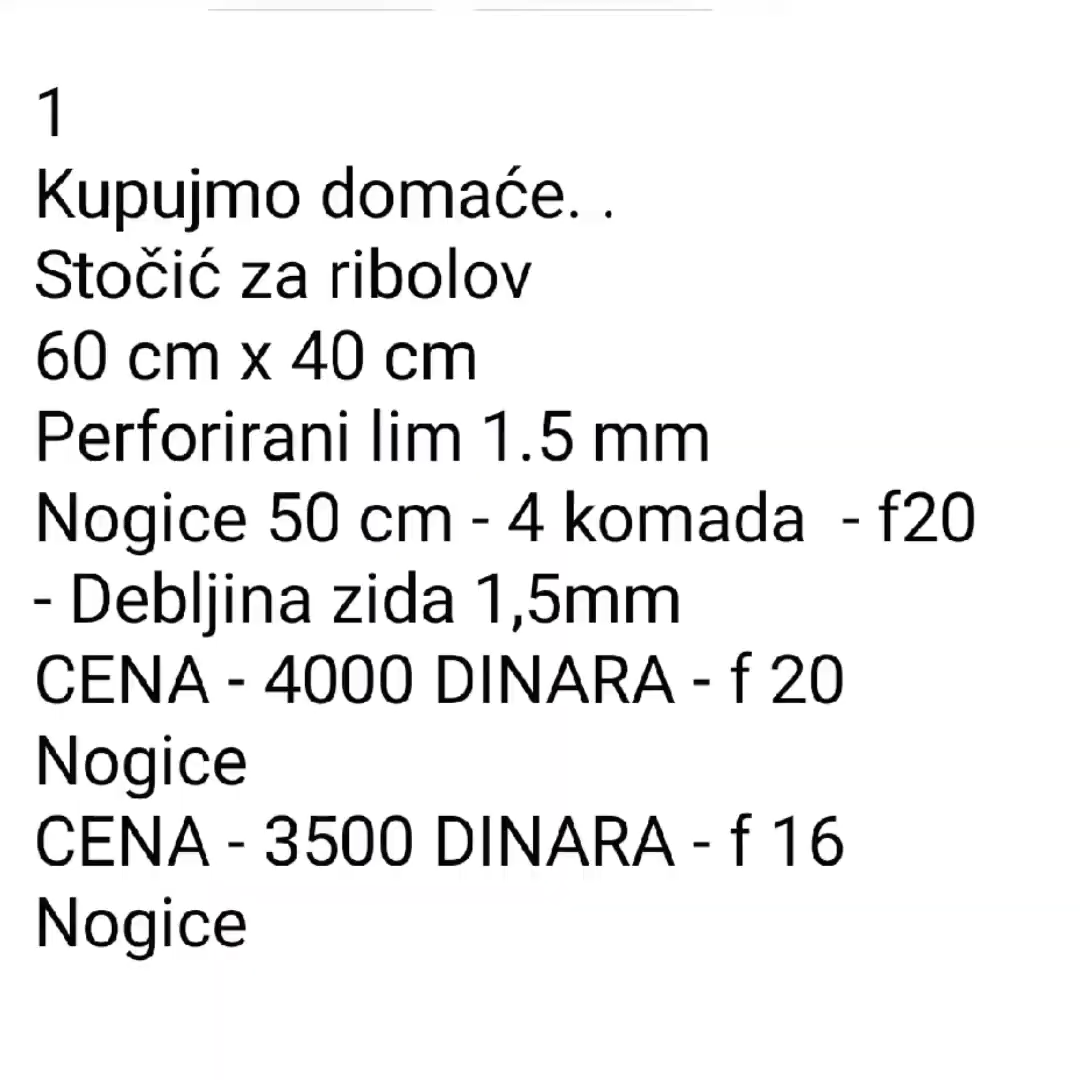 1
Kupujmo domaće. .
Stočić za ribolov
60 cm x 40 cm
Perforirani lim 1.5 mm
Nogice 50 cm - 4 komada  - f20
- Debljina zida 1,5mm
CENA - 4000 DINARA - f 20
Nogice
CENA - 3500 DINARA - f 16
Nogice